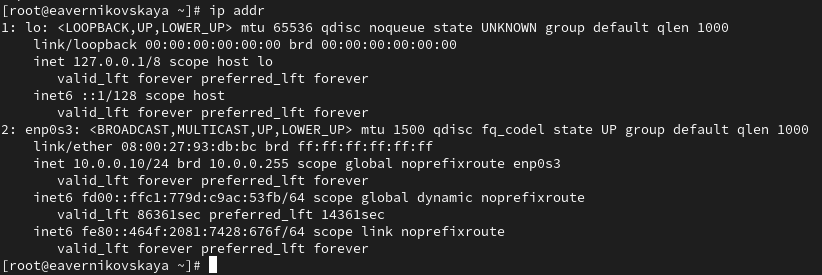 [root@eavernikovskaya ~]# ip addr
1: lo: <LOOPBACK,UP,LOWER_UP> mtu 65536 qdisc noqueue state UNKNOWN group default qlen 1000
    link/loopback 00:00:00:00:00:00 brd 00:00:00:00:00:00
    inet 127.0.0.1/8 scope host lo
       valid_lft forever preferred_lft forever
    inet6 ::1/128 scope host
       valid_lft forever preferred_lft forever
2: enp0s3: <BROADCAST,MULTICAST,UP,LOWER_UP> mtu 1500 qdisc fq_codel state UP group default qlen 1000
    link/ether 08:00:27:93:db:bc brd ff:ff:ff:ff:ff:ff
    inet 10.0.0.10/24 brd 10.0.0.255 scope global noprefixroute enp0s3
       valid_lft forever preferred_lft forever
    inet6 fd00::ffc1:779d:c9ac:53fb/64 scope global dynamic noprefixroute
       valid_lft 86361sec preferred_lft 14361sec
    inet6 fe80::464f:2081:7428:676f/64 scope link noprefixroute
       valid_lft forever preferred_lft forever
[root@eavernikovskaya ~]#